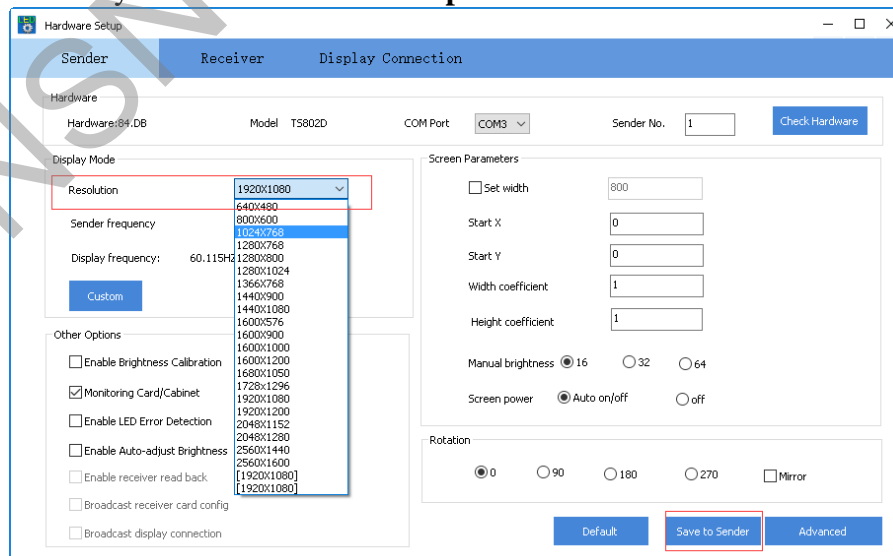 Hardware Setup
Sender Receiver Display Connection
Hardware
Hardware:84.DB Model TS802D COM Port COM3 Sender No. 1 Check Hardware
Display Mode
Resolution 1920X1080
640X480
800X600
1024X768
1280X768
1280X800
1280X1024
1366X768
1440X900
1440X1080
1600X576
1600X900
1600X1000
1600X1200
1680X1050
1728x1296
1920X1080
1920X1200
2048X1152
2048X1280
2560X1440
2560X1600
[1920X1080]
[1920X1080]
Sender frequency
Display frequency: 60.115HZ
Custom
Screen Parameters
Set width 800
Start X 0
Start Y 0
Width coefficient 1
Height coefficient 1
Manual brightness 16 32 64
Screen power Auto on/off off
Other Options
Enable Brightness Calibration
Monitoring Card/Cabinet
Enable LED Error Detection
Enable Auto-adjust Brightness
Enable receiver read back
Broadcast receiver card config
Broadcast display connection
Rotation
0 90 180 270 Mirror
Default Save to Sender Advanced